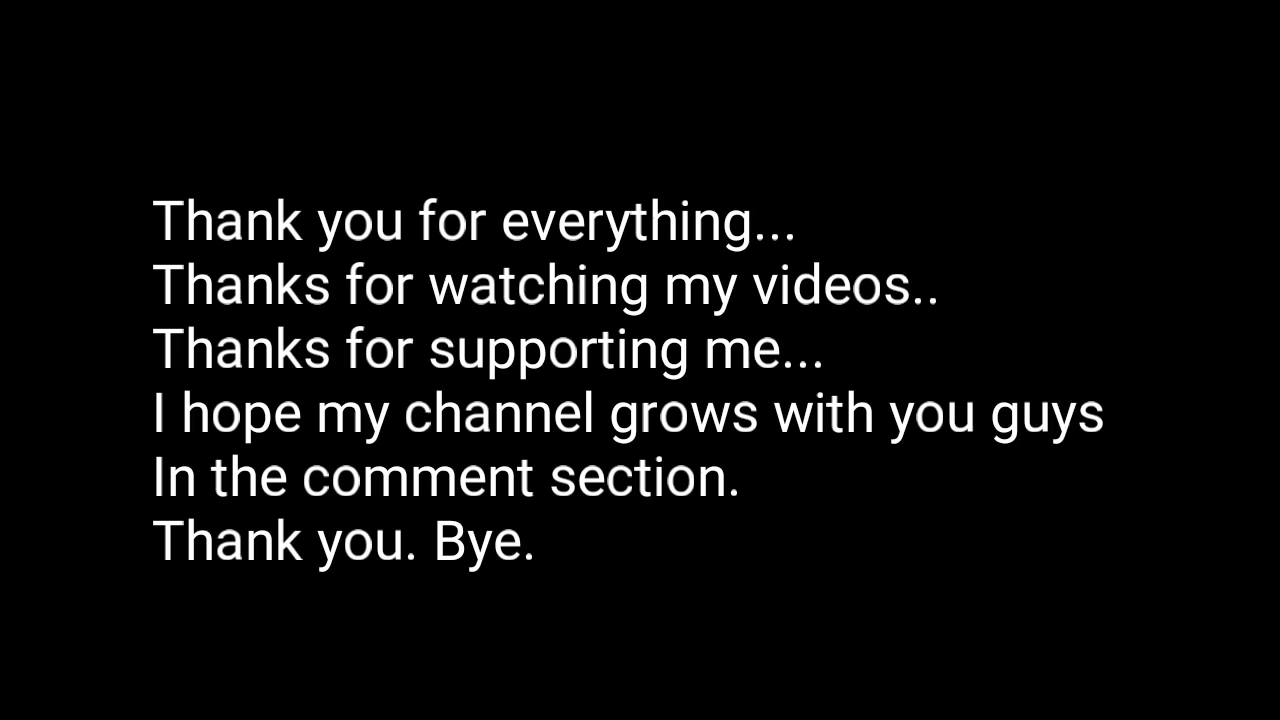 Thank you for everything...
Thanks for watching my videos..
Thanks for supporting me...
I hope my channel grows with you guys
In the comment section.
Thank you. Bye.